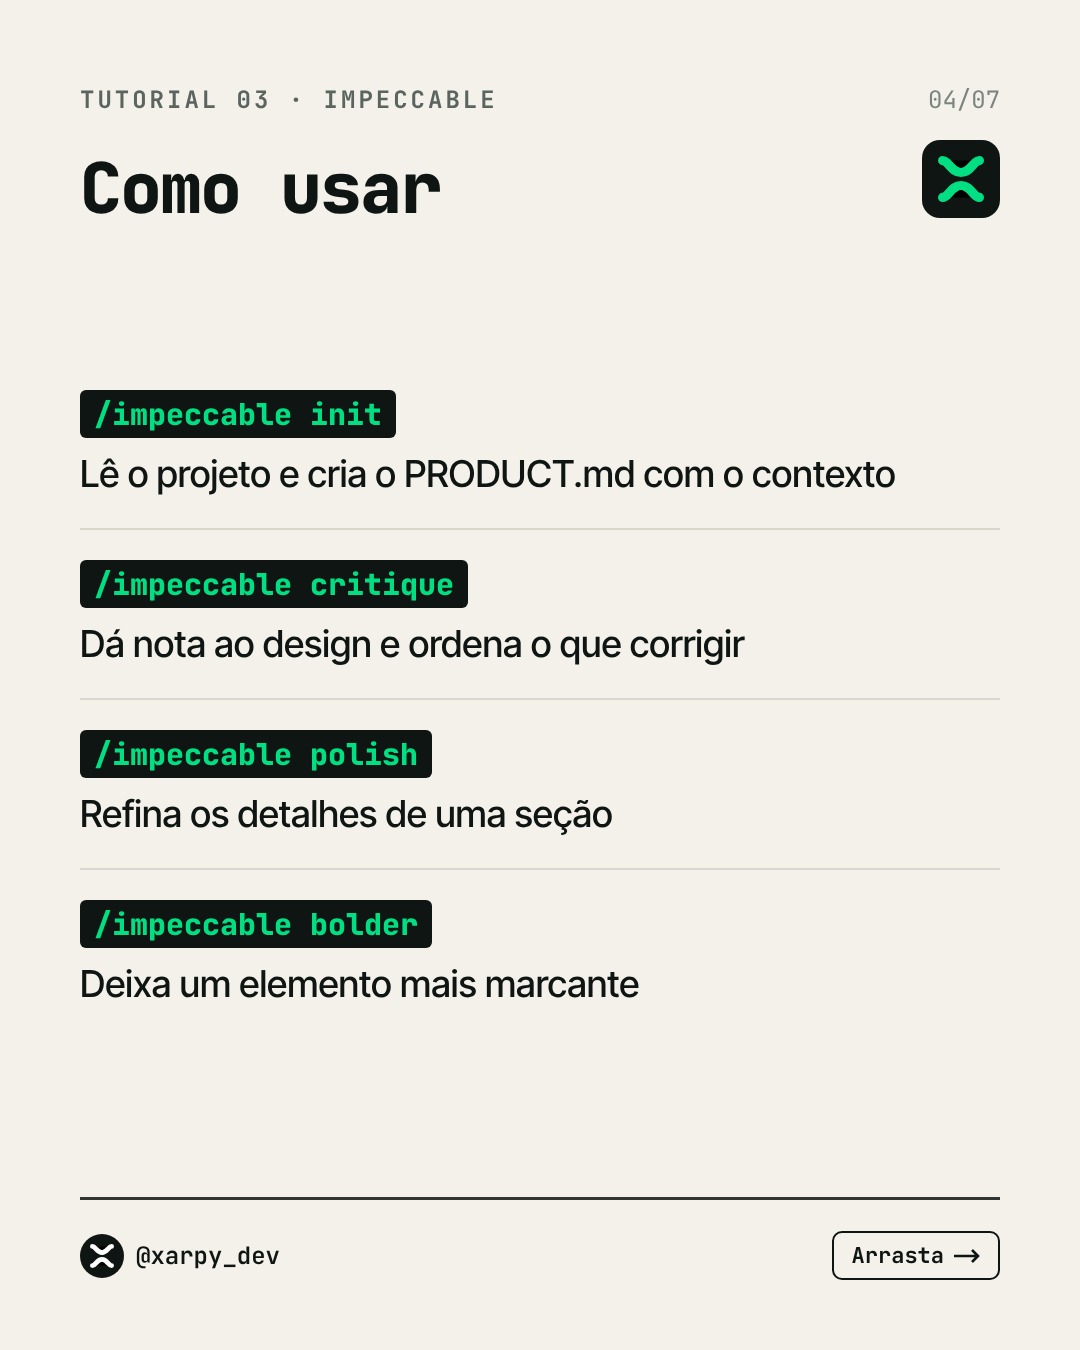 TUTORIAL 03 · IMPECCABLE
04/07
Como usar
/impeccable init
Lê o projeto e cria o PRODUCT.md com o contexto
/impeccable critique
Dá nota ao design e ordena o que corrigir
/impeccable polish
Refina os detalhes de uma seção
/impeccable bolder
Deixa um elemento mais marcante
@xarpy_dev
Arrasta →